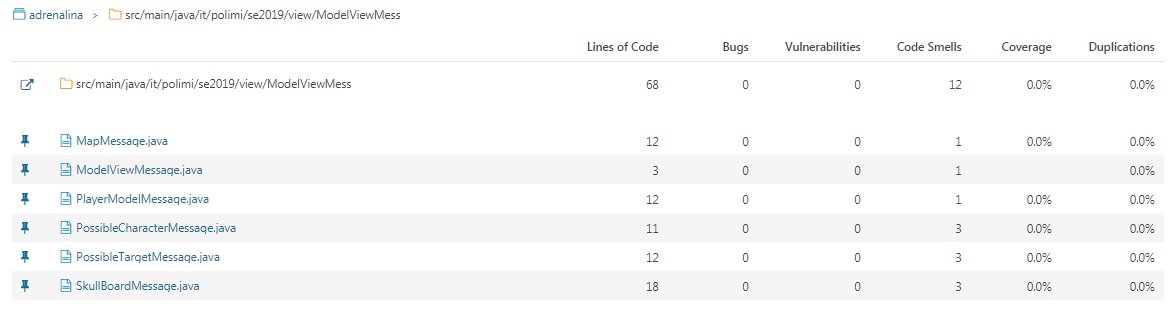 adrenalina > src/main/java/it/polimi/se2019/view/ModelViewMess
Lines of Code Bugs Vulnerabilities Code Smells Coverage Duplications
src/main/java/it/polimi/se2019/view/ModelViewMess 68 0 0 12 0.0% 0.0%
MapMessage.java 12 0 0 1 0.0% 0.0%
ModelViewMessage.java 3 0 0 1 0.0%
PlayerModelMessage.java 12 0 0 1 0.0% 0.0%
PossibleCharacterMessage.java 11 0 0 3 0.0% 0.0%
PossibleTargetMessage.java 12 0 0 3 0.0% 0.0%
SkullBoardMessage.java 18 0 0 3 0.0% 0.0%